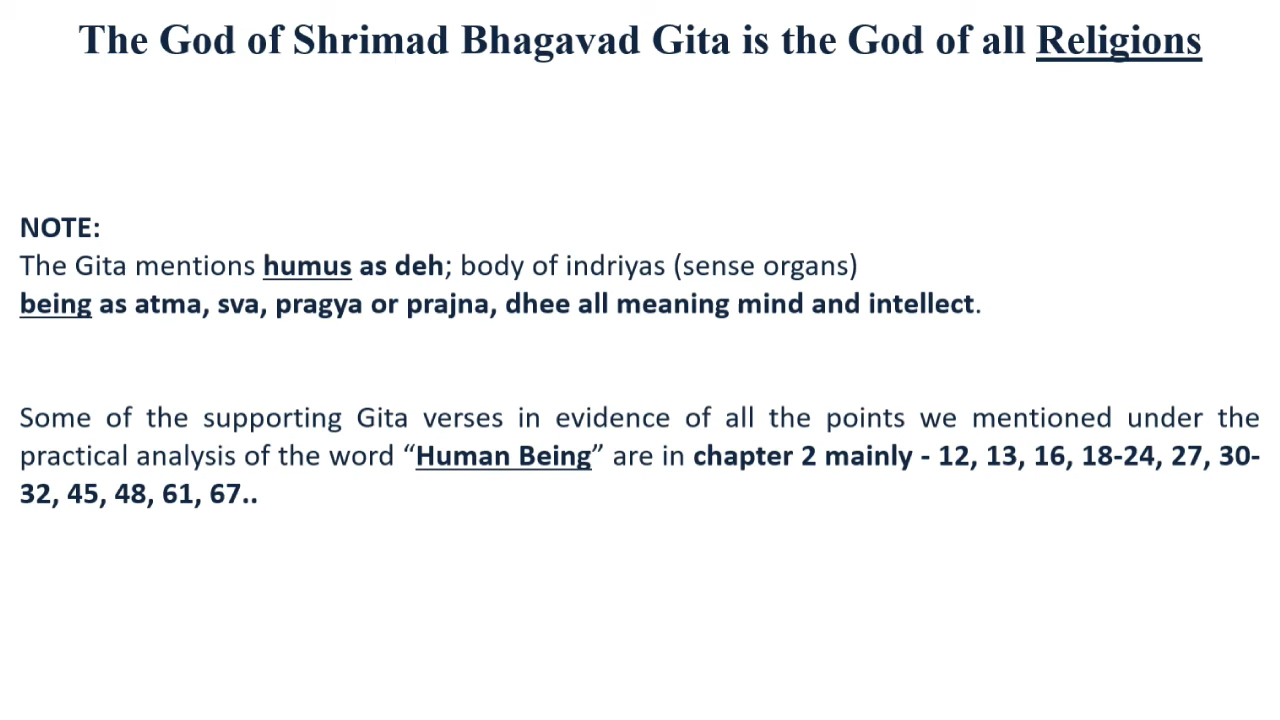 The God of Shrimad Bhagavad Gita is the God of all Religions
NOTE:
The Gita mentions humus as deh; body of indriyas (sense organs)
being as atma, sva, pragya or prajna, dhee all meaning mind and intellect.
Some of the supporting Gita verses in evidence of all the points we mentioned under the
practical analysis of the word “Human Being” are in chapter 2 mainly - 12, 13, 16, 18-24, 27, 30-
32, 45, 48, 61, 67..